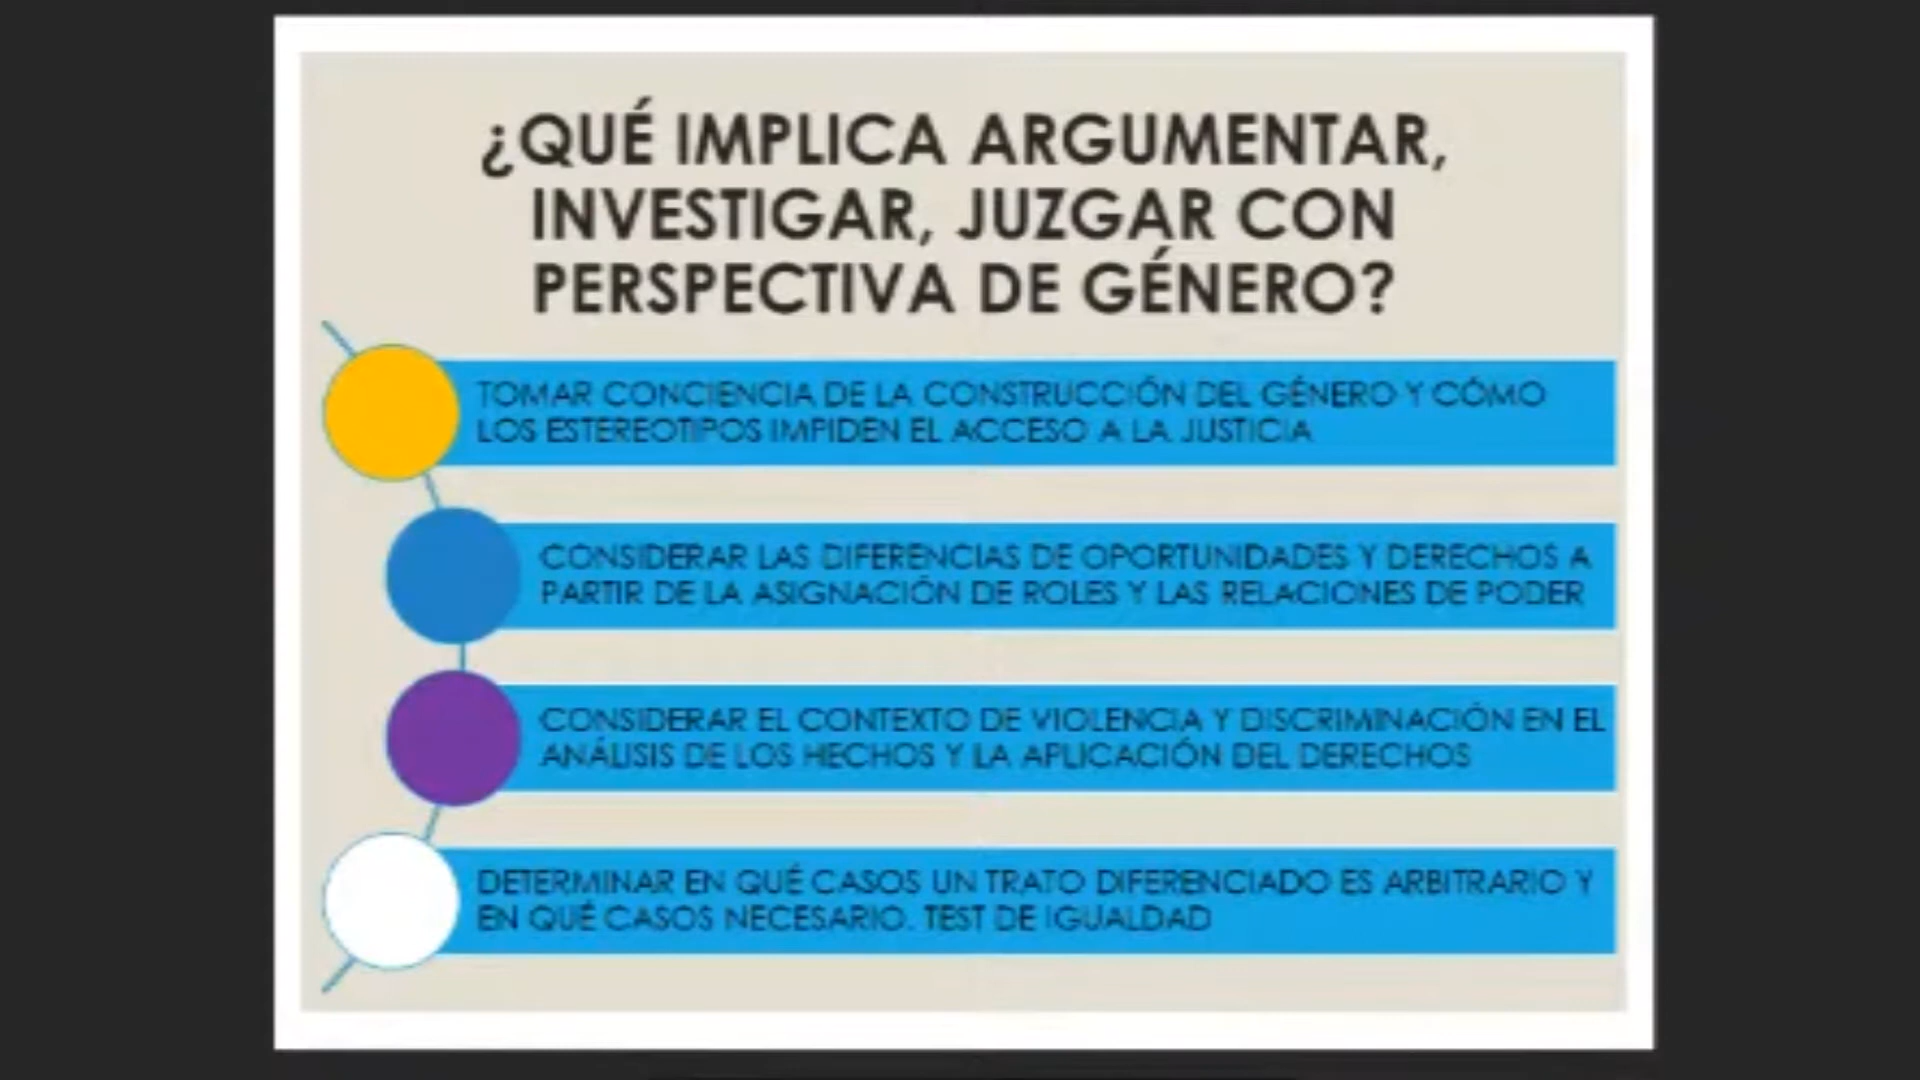 ¿QUÉ IMPLICA ARGUMENTAR,
INVESTIGAR, JUZGAR CON
PERSPECTIVA DE GÉNERO?
TOMAR CONCIENCIA DE LA CONSTRUCCIÓN DEL GÉNERO Y CÓMO
LOS ESTEREOTIPOS IMPIDEN EL ACCESO A LA JUSTICIA
CONSIDERAR LAS DIFERENCIAS DE OPORTUNIDADES Y DERECHOS A
PARTIR DE LA ASIGNACIÓN DE ROLES Y LAS RELACIONES DE PODER
CONSIDERAR EL CONTEXTO DE VIOLENCIA Y DISCRIMINACIÓN EN EL
ANÁLISIS DE LOS HECHOS Y LA APLICACIÓN DEL DERECHOS
DETERMINAR EN QUÉ CASOS UN TRATO DIFERENCIADO ES ARBITRARIO Y
EN QUÉ CASOS NECESARIO. TEST DE IGUALDAD